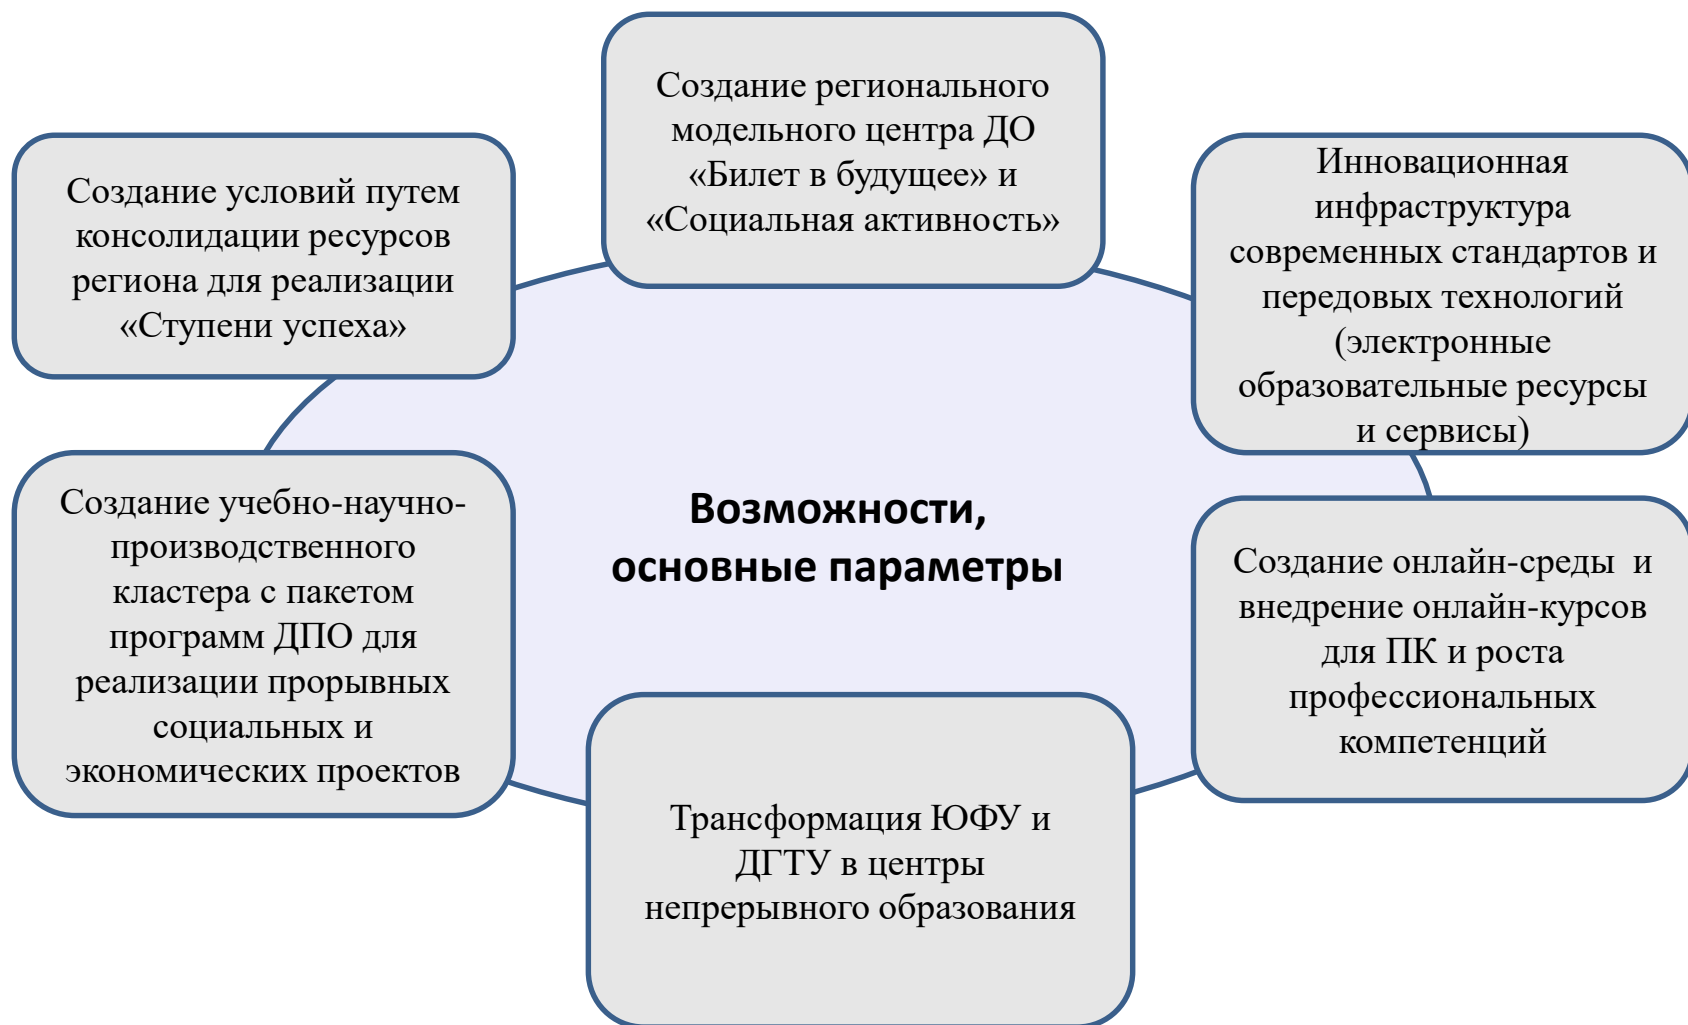 Создание регионального
модельного центра ДО
«Билет в будущее» и
«Социальная активность»
Создание условий путем
консолидации ресурсов
региона для реализации
«Ступени успеха»
Инновационная
инфраструктура
современных стандартов и
передовых технологий
(электронные
образовательные ресурсы
и сервисы)
Возможности,
основные параметры
Создание учебно-научно-
производственного
кластера с пакетом
программ ДПО для
реализации прорывных
социальных и
экономических проектов
Создание онлайн-среды  и
внедрение онлайн-курсов
для ПК и роста
профессиональных
компетенций
Трансформация ЮФУ и
ДГТУ в центры
непрерывного образования